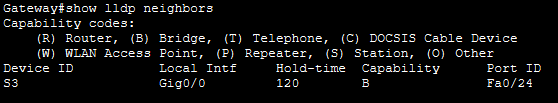 Gateway#show lldp neighbors
Capability codes:
    (R) Router, (B) Bridge, (T) Telephone, (C) DOCSIS Cable Device
    (W) WLAN Access Point, (P) Repeater, (S) Station, (O) Other
Device ID           Local Intf     Hold-time  Capability      Port ID
S3                  Gig0/0         120        B               Fa0/24